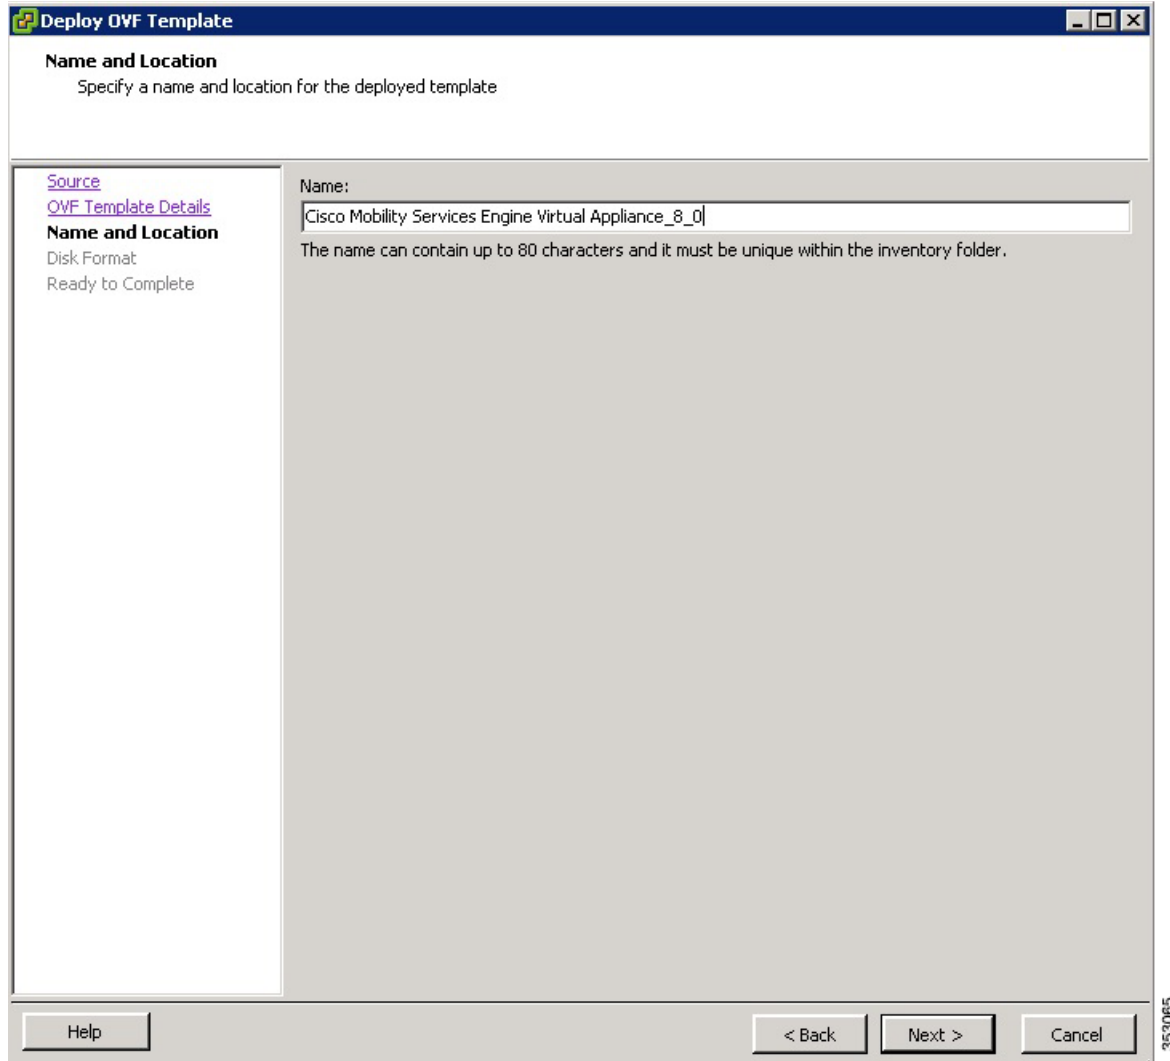 Deploy OVF Template
Name and Location
Specify a name and location for the deployed template
Source
OVF Template Details
Name and Location
Disk Format
Ready to Complete
Name:
Cisco Mobility Services Engine Virtual Appliance_8_0
The name can contain up to 80 characters and it must be unique within the inventory folder.
Help
< Back
Next >
Cancel
353065